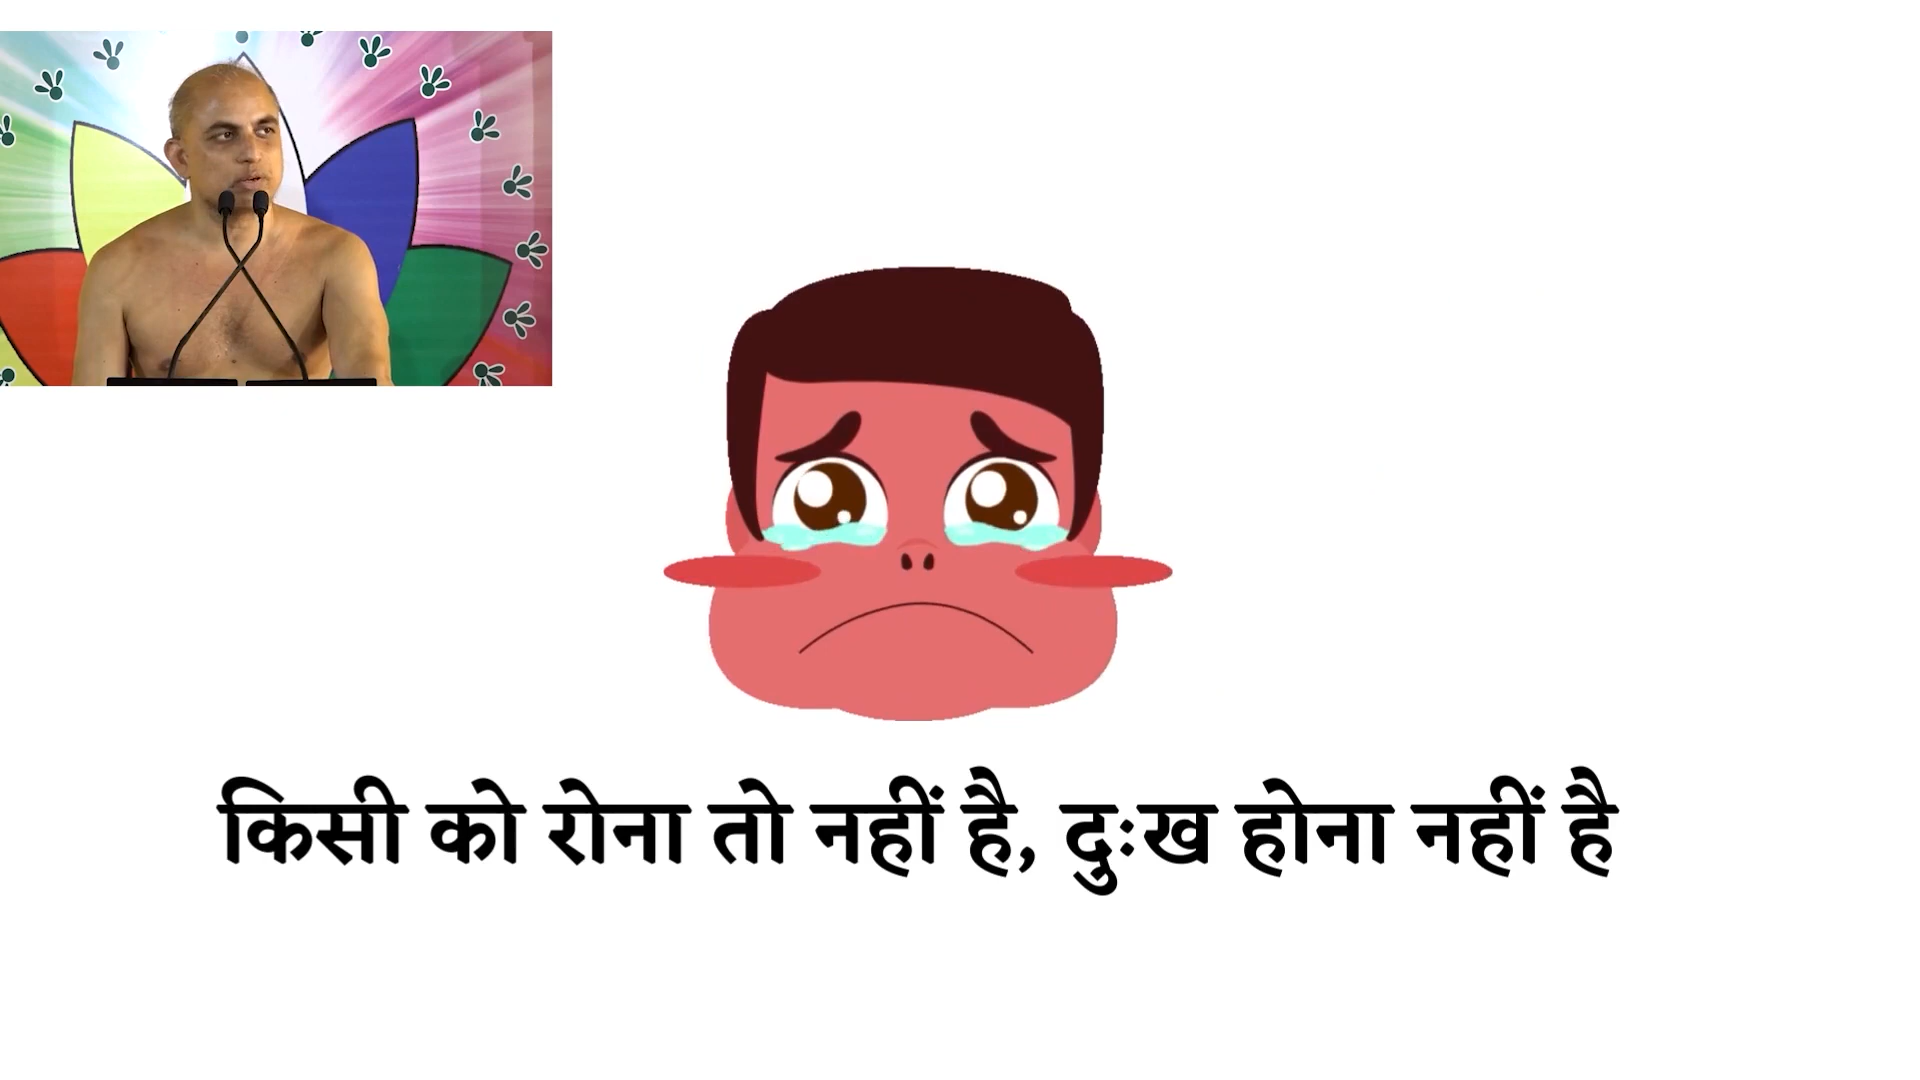 किसी को रोना तो नहीं है, दुःख होना नहीं है